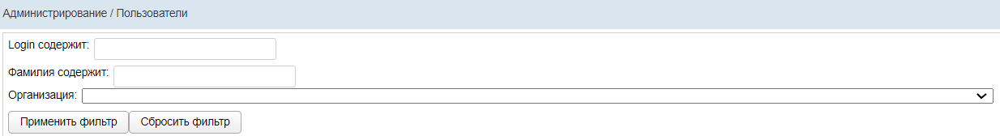 Администрирование / Пользователи
Login содержит:
Фамилия содержит:
Организация:
Применить фильтр Сбросить фильтр